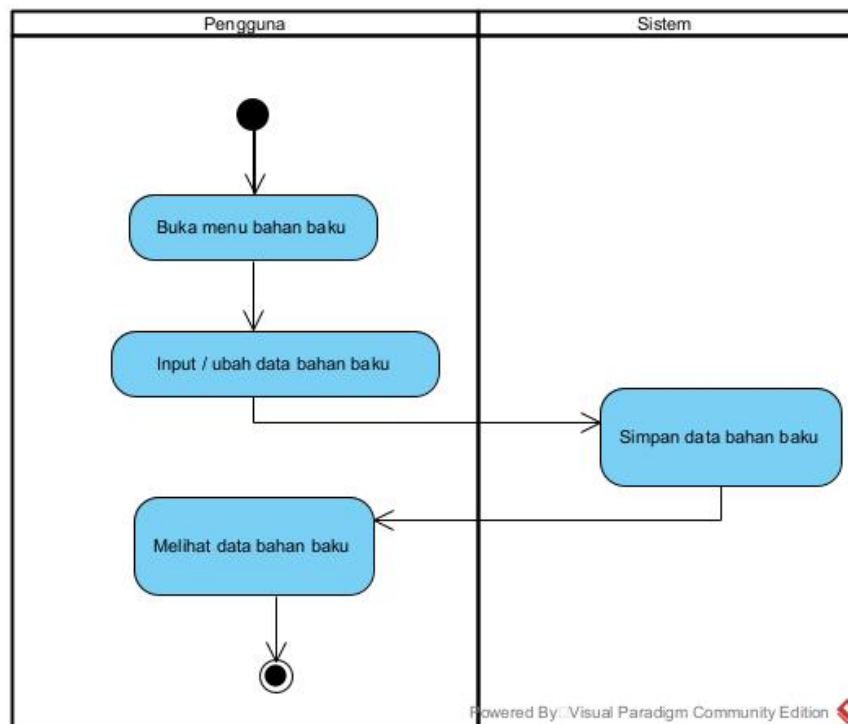 Pengguna
Sistem
Buka menu bahan baku
Input / ubah data bahan baku
Simpan data bahan baku
Melihat data bahan baku
Powered By Visual Paradigm Community Edition